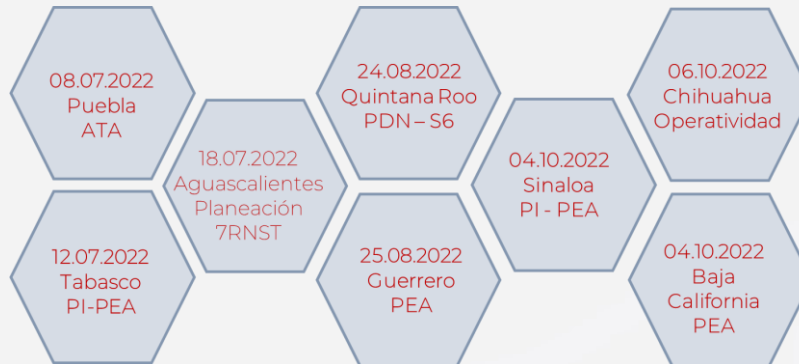 08.07.2022
Puebla
ATA
12.07.2022
Tabasco
PI-PEA
18.07.2022
Aguascalientes
Planeación
7RNST
24.08.2022
Quintana Roo
PDN – S6
25.08.2022
Guerrero
PEA
04.10.2022
Sinaloa
PI - PEA
06.10.2022
Chihuahua
Operatividad
04.10.2022
Baja
California
PEA